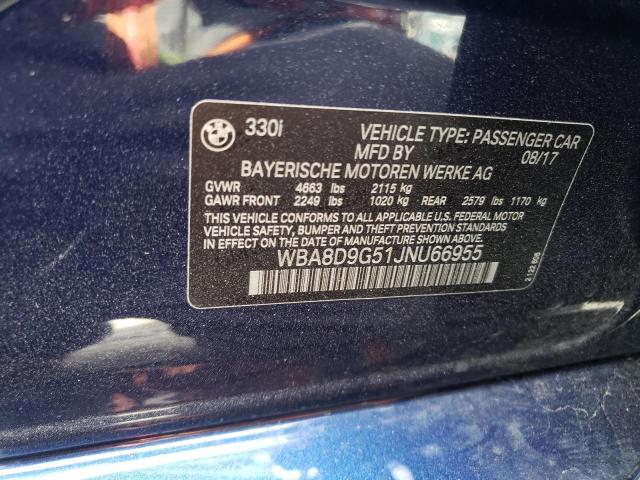 330i VEHICLE TYPE: PASSENGER CAR
MFD BY 08/17
BAYERISCHE MOTOREN WERKE AG
GVWR 4663 lbs 2115 kg
GAWR FRONT 2249 lbs 1020 kg REAR 2579 lbs 1170 kg
THIS VEHICLE CONFORMS TO ALL APPLICABLE U.S. FEDERAL MOTOR
VEHICLE SAFETY, BUMPER AND THEFT PREVENTION STANDARDS
IN EFFECT ON THE DATE OF MANUFACTURE SHOWN ABOVE.
WBA8D9G51JNU66955